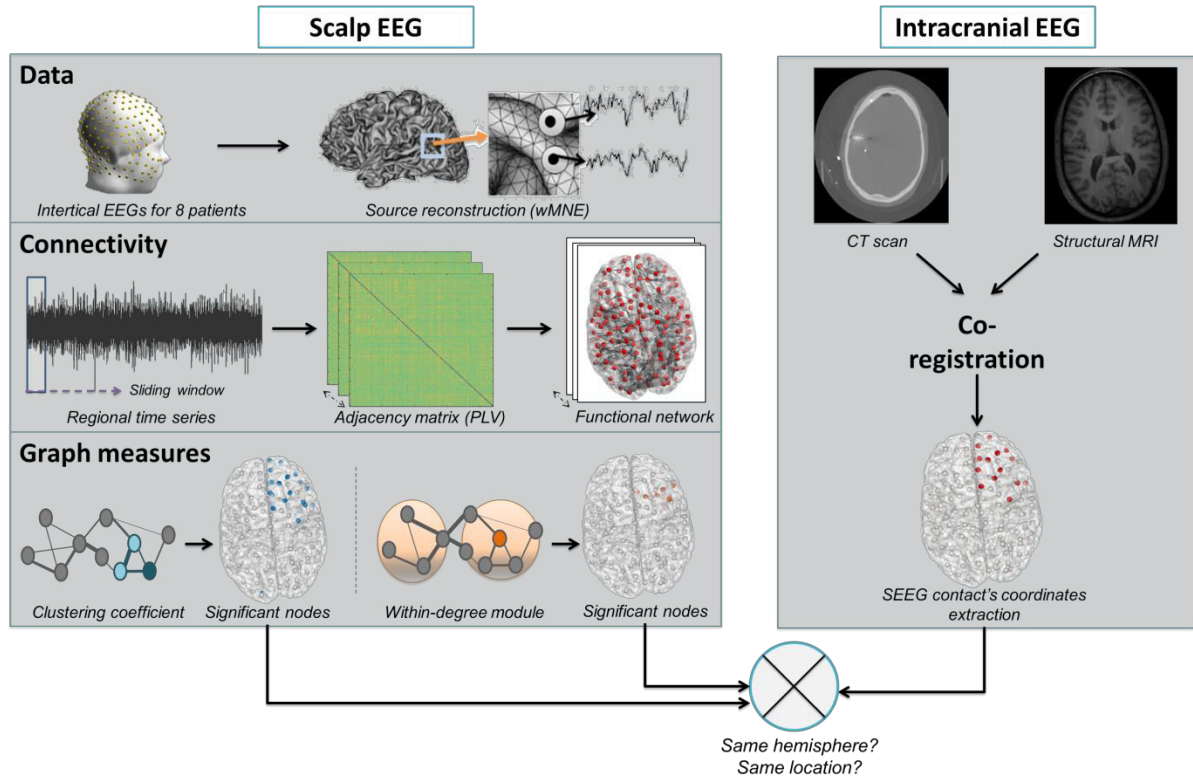 Scalp EEG
Data
Intertical EEGs for 8 patients
Source reconstruction (wMNE)
Connectivity
Sliding window
Regional time series
Adjacency matrix (PLV)
Functional network
Graph measures
Clustering coefficient
Significant nodes
Within-degree module
Significant nodes
Intracranial EEG
CT scan
Structural MRI
Co-
registration
SEEG contact's coordinates
extraction
Same hemisphere?
Same location?